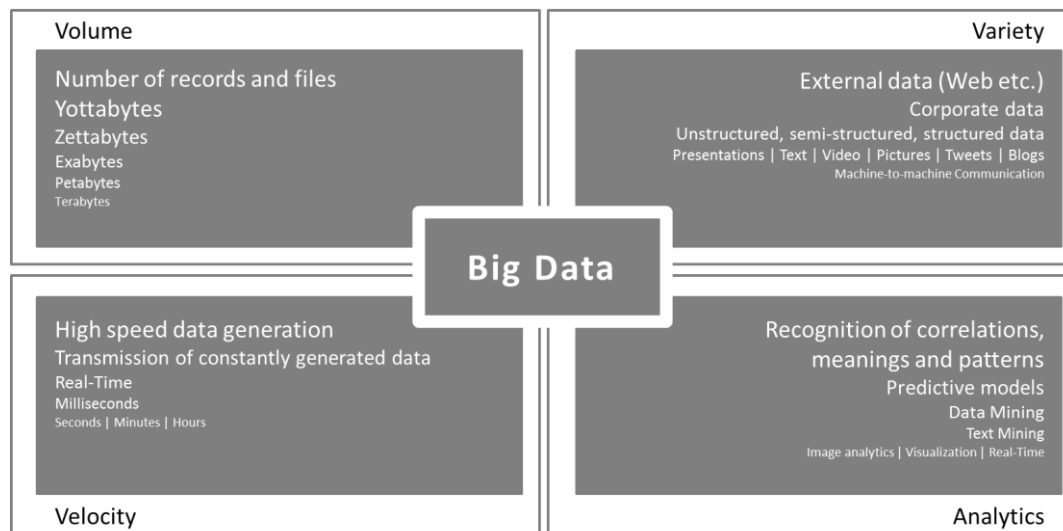 Volume
Number of records and files
Yottabytes
Zettabytes
Exabytes
Petabytes
Terabytes
Variety
External data (Web etc.)
Corporate data
Unstructured, semi-structured, structured data
Presentations | Text | Video | Pictures | Tweets | Blogs
Machine-to-machine Communication
Big Data
High speed data generation
Transmission of constantly generated data
Real-Time
Milliseconds
Seconds | Minutes | Hours
Velocity
Recognition of correlations,
meanings and patterns
Predictive models
Data Mining
Text Mining
Image analytics | Visualization | Real-Time
Analytics